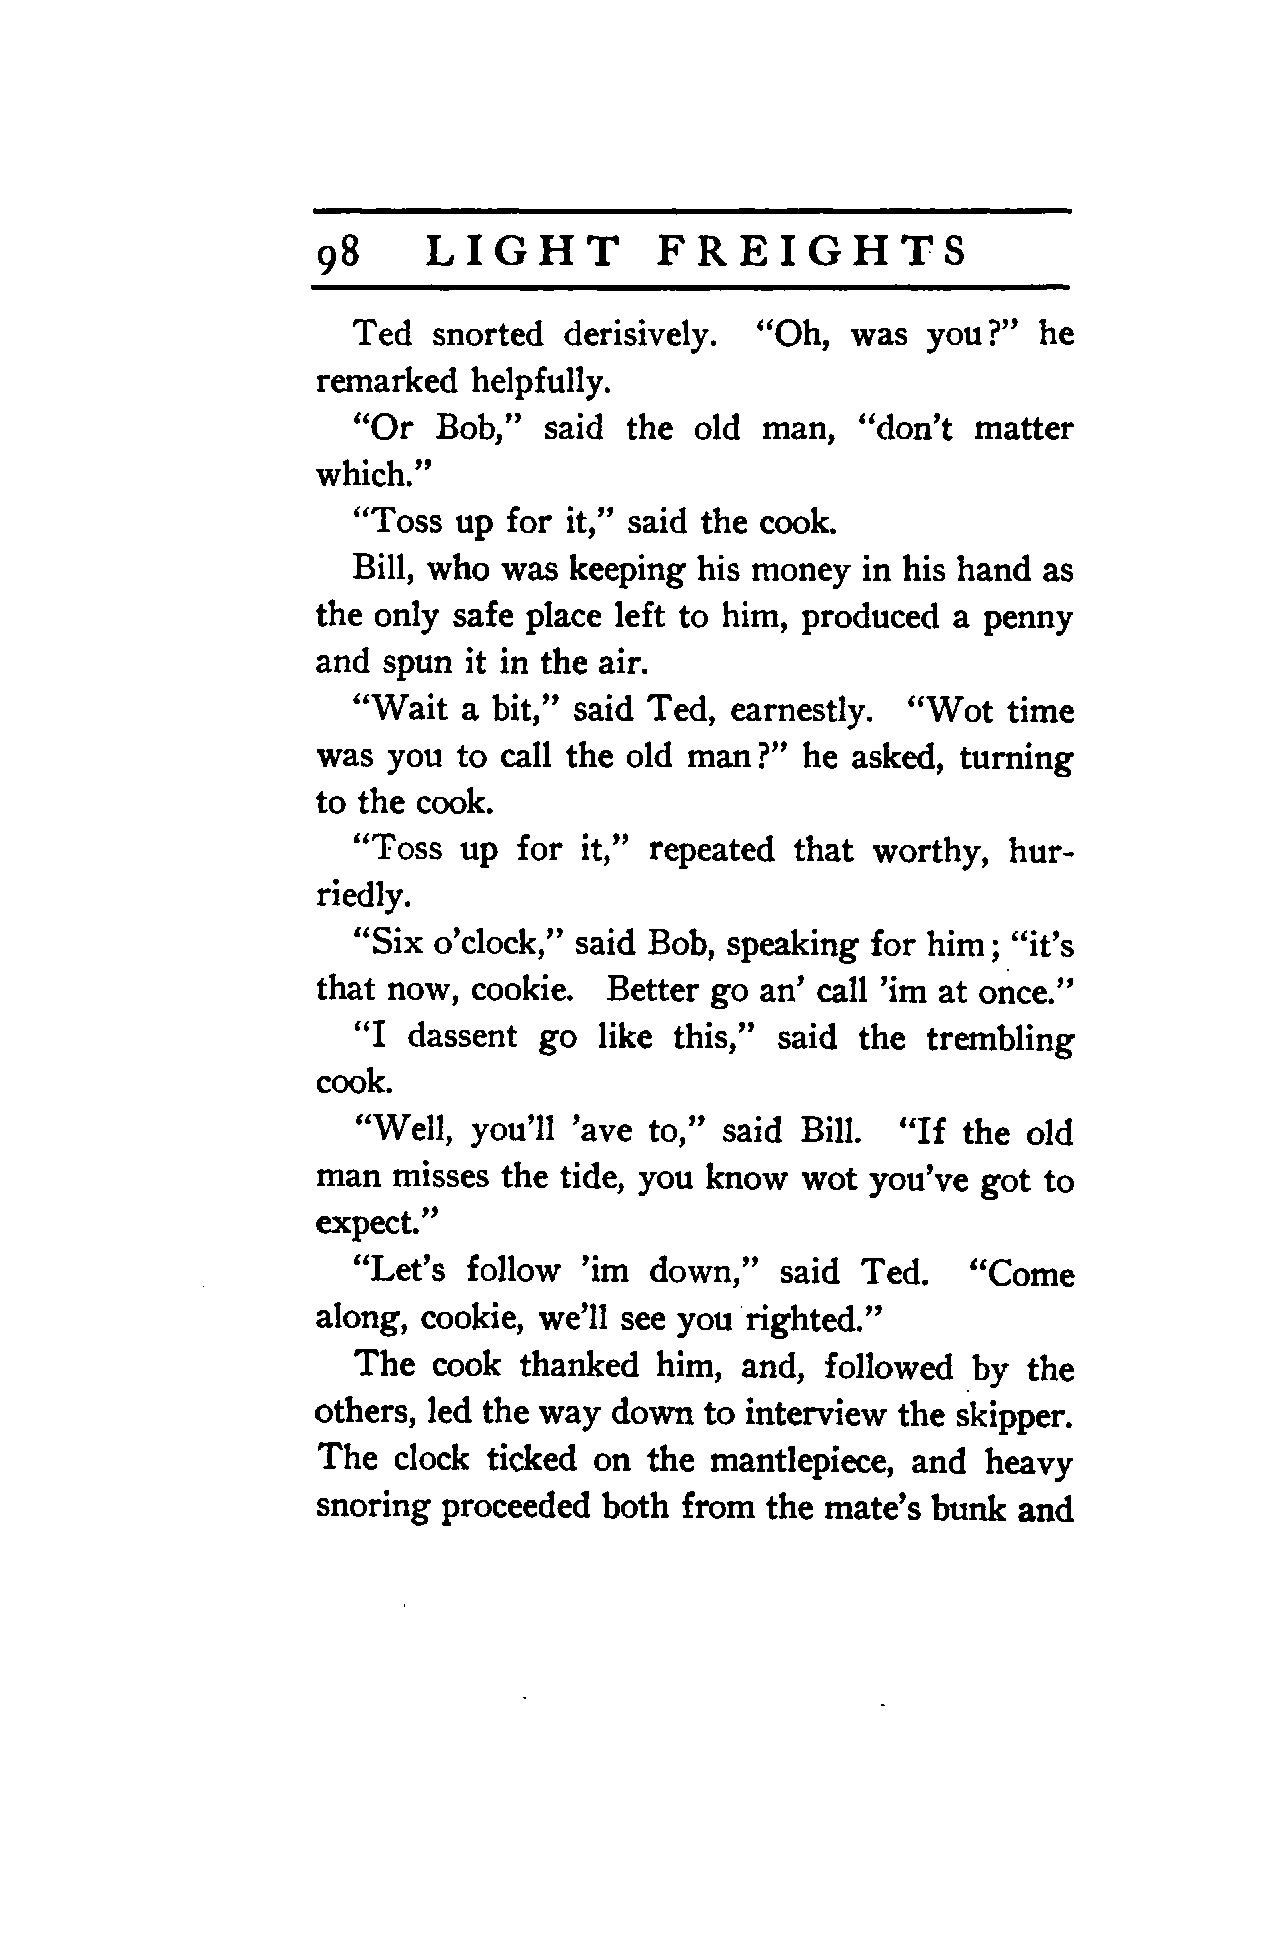 98 LIGHT FREIGHTS
Ted snorted derisively. "Oh, was you?" he
remarked helpfully.
"Or Bob," said the old man, "don't matter
which."
"Toss up for it," said the cook.
Bill, who was keeping his money in his hand as
the only safe place left to him, produced a penny
and spun it in the air.
"Wait a bit," said Ted, earnestly. "Wot time
was you to call the old man?" he asked, turning
to the cook.
"Toss up for it," repeated that worthy, hur-
riedly.
"Six o'clock," said Bob, speaking for him; "it's
that now, cookie. Better go an' call 'im at once."
"I dassent go like this," said the trembling
cook.
"Well, you'll 'ave to," said Bill. "If the old
man misses the tide, you know wot you've got to
expect."
"Let's follow 'im down," said Ted. "Come
along, cookie, we'll see you righted."
The cook thanked him, and, followed by the
others, led the way down to interview the skipper.
The clock ticked on the mantlepiece, and heavy
snoring proceeded both from the mate's bunk and